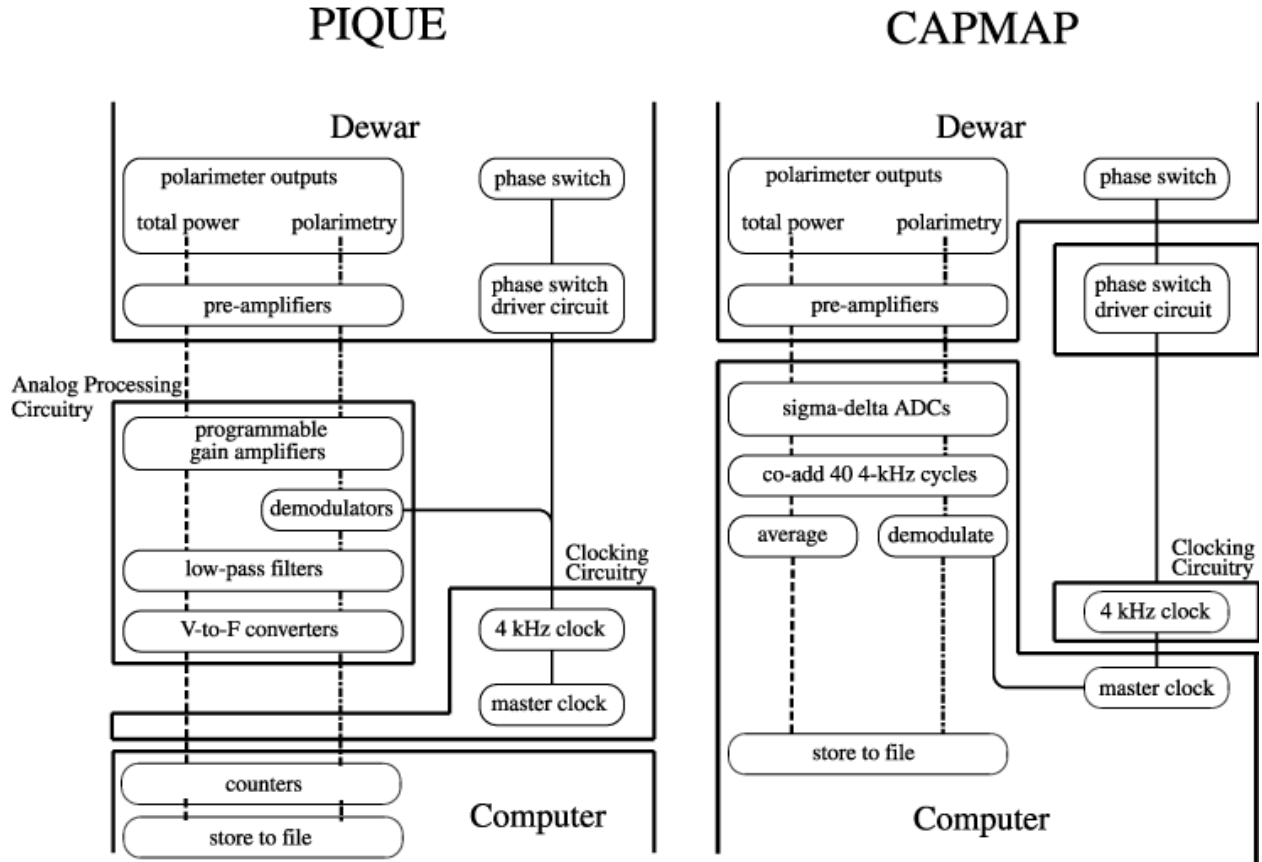 PIQUE
Dewar
polarimeter outputs
total power
polarimetry
phase switch
pre-amplifiers
phase switch
driver circuit
Analog Processing
Circuitry
programmable
gain amplifiers
demodulators
low-pass filters
V-to-F converters
Clocking
Circuitry
4 kHz clock
master clock
counters
store to file
Computer
CAPMAP
Dewar
polarimeter outputs
total power
polarimetry
phase switch
pre-amplifiers
phase switch
driver circuit
sigma-delta ADCs
co-add 40 4-kHz cycles
average
demodulate
Clocking
Circuitry
4 kHz clock
master clock
store to file
Computer